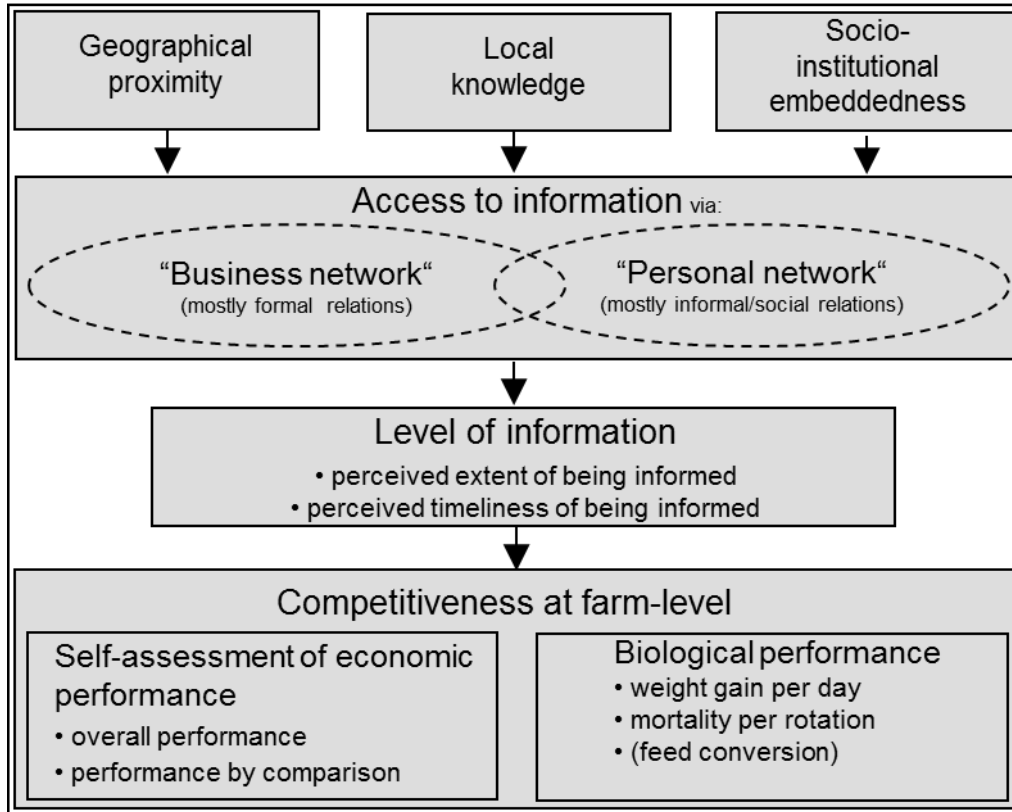 Geographical
proximity
Local
knowledge
Socio-
institutional
embeddedness
Access to information via:
“Business network“
(mostly formal relations)
“Personal network“
(mostly informal/social relations)
Level of information
• perceived extent of being informed
• perceived timeliness of being informed
Competitiveness at farm-level
Self-assessment of economic
performance
• overall performance
• performance by comparison
Biological performance
• weight gain per day
• mortality per rotation
• (feed conversion)